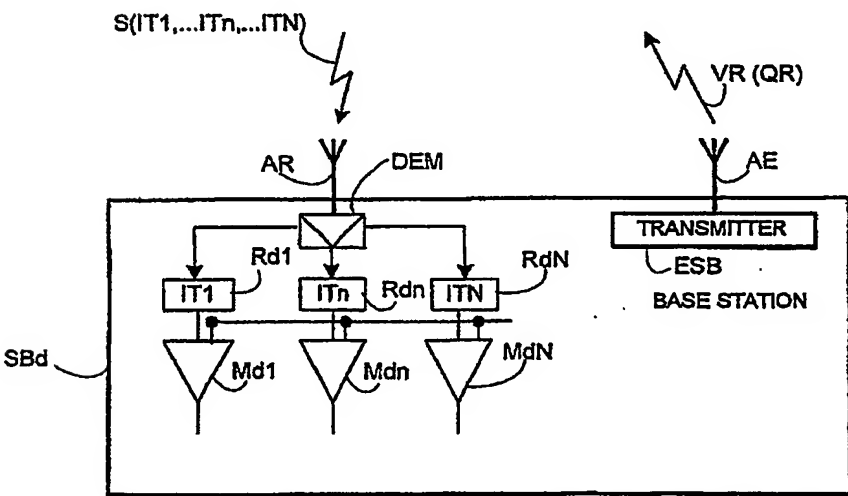 S(IT1,...ITn,...ITN)
VR (QR)
AR
DEM
AE
TRANSMITTER
Rd1
Rdn
RdN
ESB
IT1
ITn
ITN
BASE STATION
SBd
Md1
Mdn
MdN